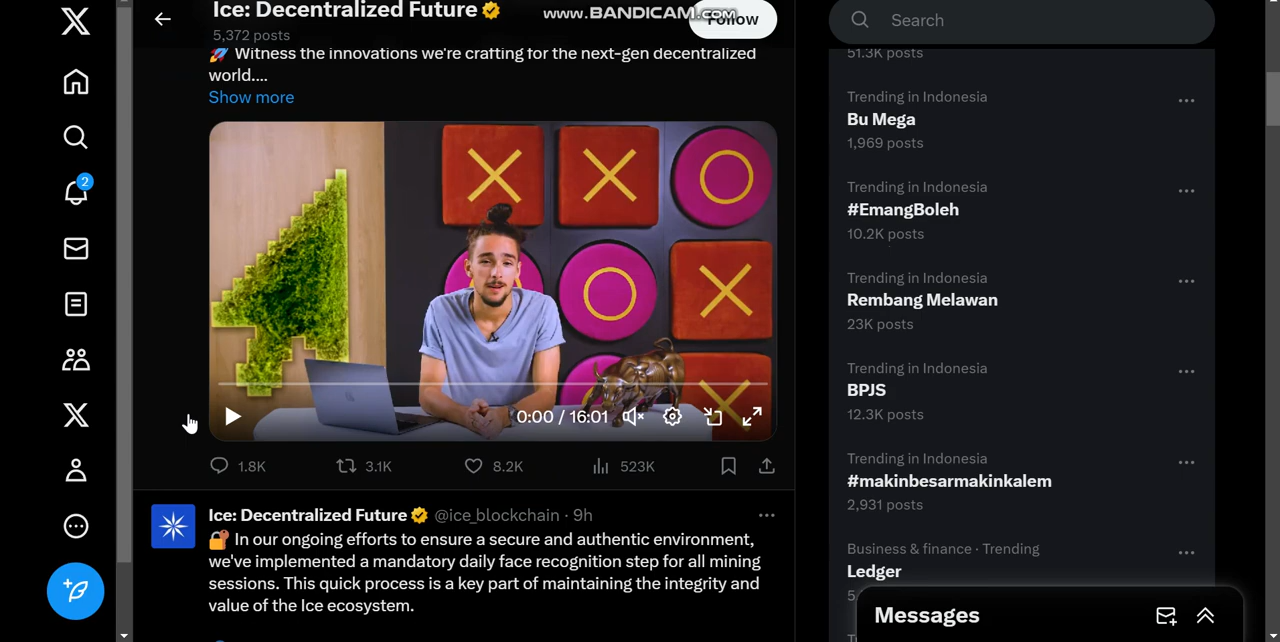 Ice: Decentralized Future
5,372 posts
www.BANDICAM.com
Follow
🚀 Witness the innovations we're crafting for the next-gen decentralized
world....
Show more
0:00 / 16:01
1.8K
3.1K
8.2K
523K
Ice: Decentralized Future @ice_blockchain · 9h
🔐 In our ongoing efforts to ensure a secure and authentic environment,
we've implemented a mandatory daily face recognition step for all mining
sessions. This quick process is a key part of maintaining the integrity and
value of the Ice ecosystem.
2
Search
51.3K posts
Trending in Indonesia
Bu Mega
1,969 posts
Trending in Indonesia
#EmangBoleh
10.2K posts
Trending in Indonesia
Rembang Melawan
23K posts
Trending in Indonesia
BPJS
12.3K posts
Trending in Indonesia
#makinbesarmakinkalem
2,931 posts
Business & finance · Trending
Ledger
Messages